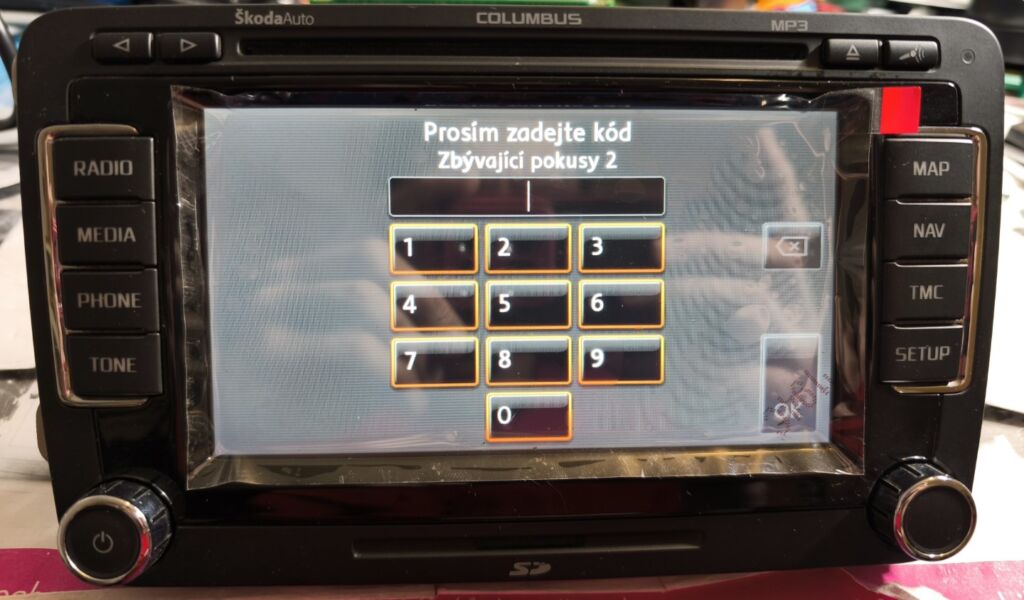 ŠkodaAuto COLUMBUS MP3
Prosím zadejte kód
Zbývající pokusy 2
RADIO
MEDIA
PHONE
TONE
1 2 3
4 5 6
7 8 9
0
OK
MAP
NAV
TMC
SETUP
SD